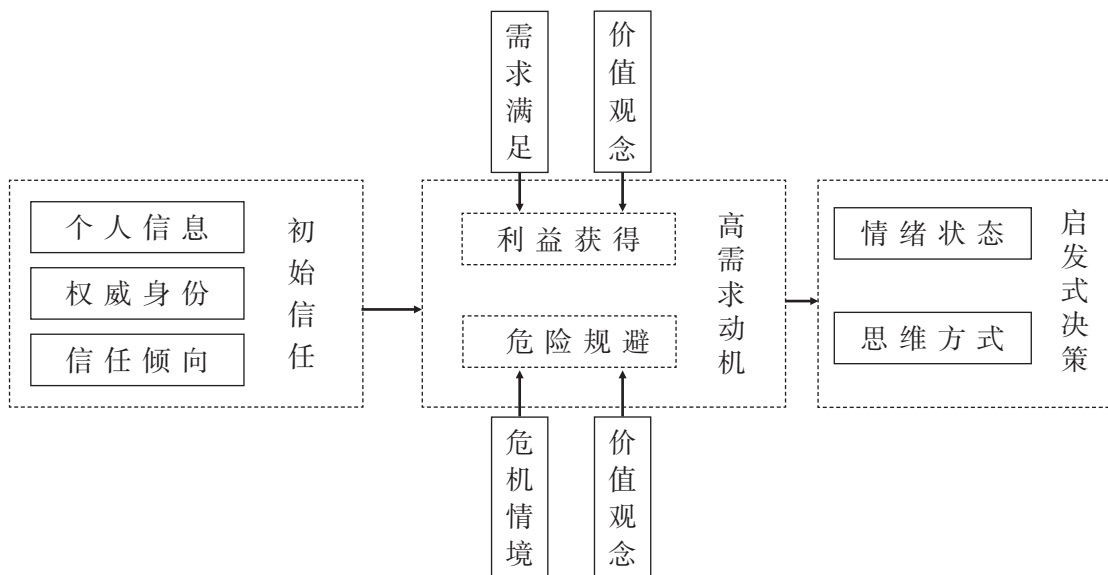 需求满足
价值观念
个人信息
权威身份
信任倾向
初始信任
利益获得
危险规避
高需求动机
情绪状态
思维方式
启发式决策
危机情境
价值观念